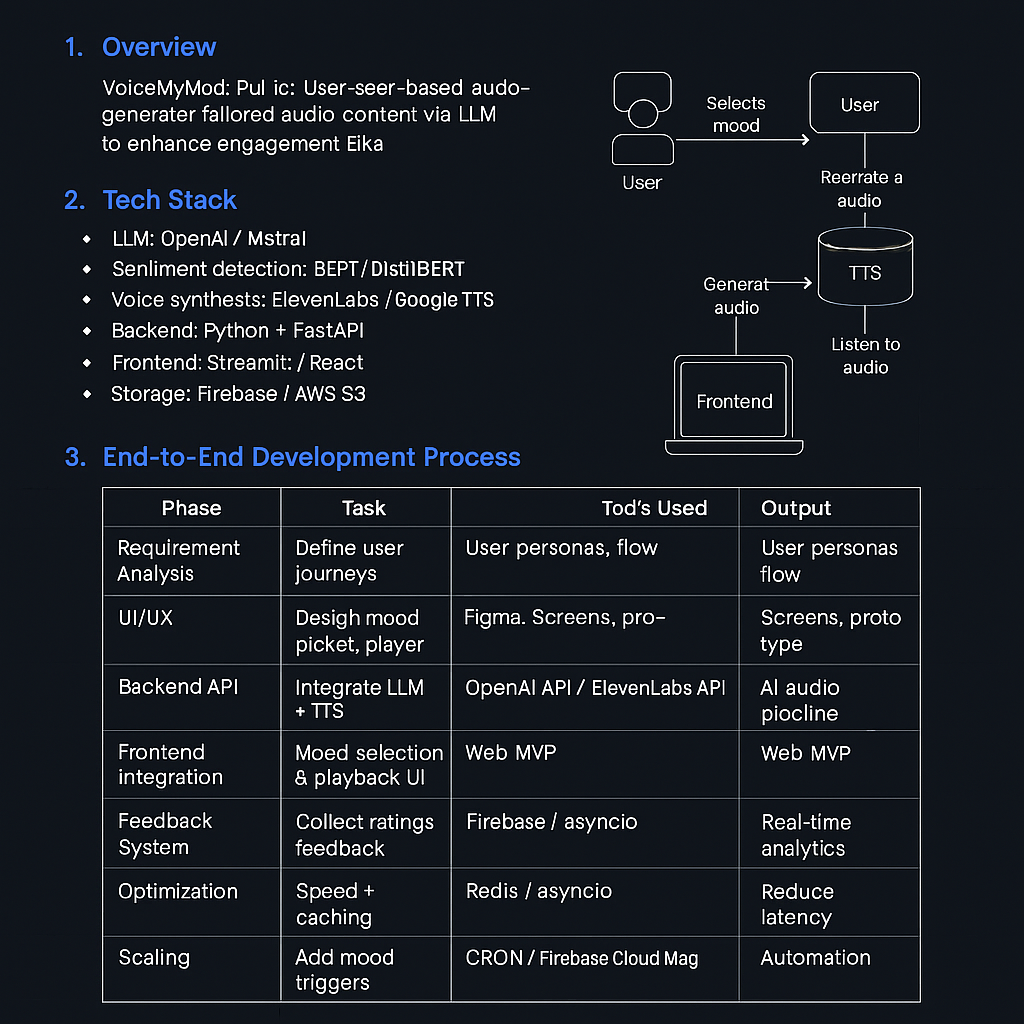 1. Overview
VoiceMyMod: Pul ic: User-seer-based audo-
generater fallored audio content via LLM
to enhance engagement Eika
User
Selects
mood
User
Reerrate a
audio
TTS
Generat
audio
Listen to
audio
Frontend
2. Tech Stack
• LLM: OpenAI / Mstral
• Senliment detection: BEPT/DistilBERT
• Voice synthests: ElevenLabs / Google TTS
• Backend: Python + FastAPI
• Frontend: Streamit: / React
• Storage: Firebase / AWS S3
3. End-to-End Development Process
Phase Task Tod's Used Output
Requirement Define user User personas, flow User personas
Analysis journeys flow
UI/UX Desigh mood Figma. Screens, pro- Screens, proto
picket, player type
Backend API Integrate LLM OpenAI API / ElevenLabs API AI audio
+ TTS piocline
Frontend Moed selection Web MVP Web MVP
integration & playback UI
Feedback Collect ratings Firebase / asyncio Real-time
System feedback analytics
Optimization Speed + Redis / asyncio Reduce
caching latency
Scaling Add mood CRON / Firebase Cloud Mag Automation
triggers